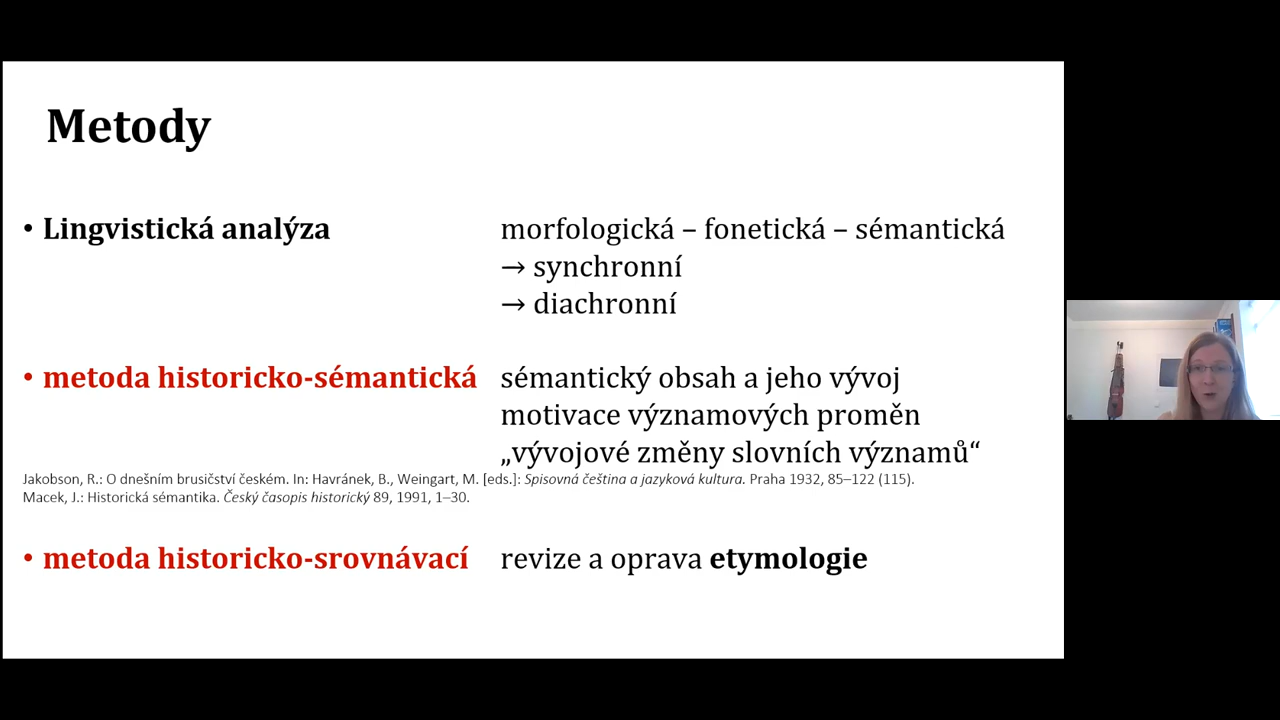 Metody
• Lingvistická analýza morfologická – fonetická – sémantická
→ synchronní
→ diachronní
• metoda historicko-sémantická sémantický obsah a jeho vývoj
motivace významových proměn
„vývojové změny slovních významů“
Jakobson, R.: O dnešním brusičství českém. In: Havránek, B., Weingart, M. [eds.]: Spisovná čeština a jazyková kultura. Praha 1932, 85–122 (115).
Macek, J.: Historická sémantika. Český časopis historický 89, 1991, 1–30.
• metoda historicko-srovnávací revize a oprava etymologie